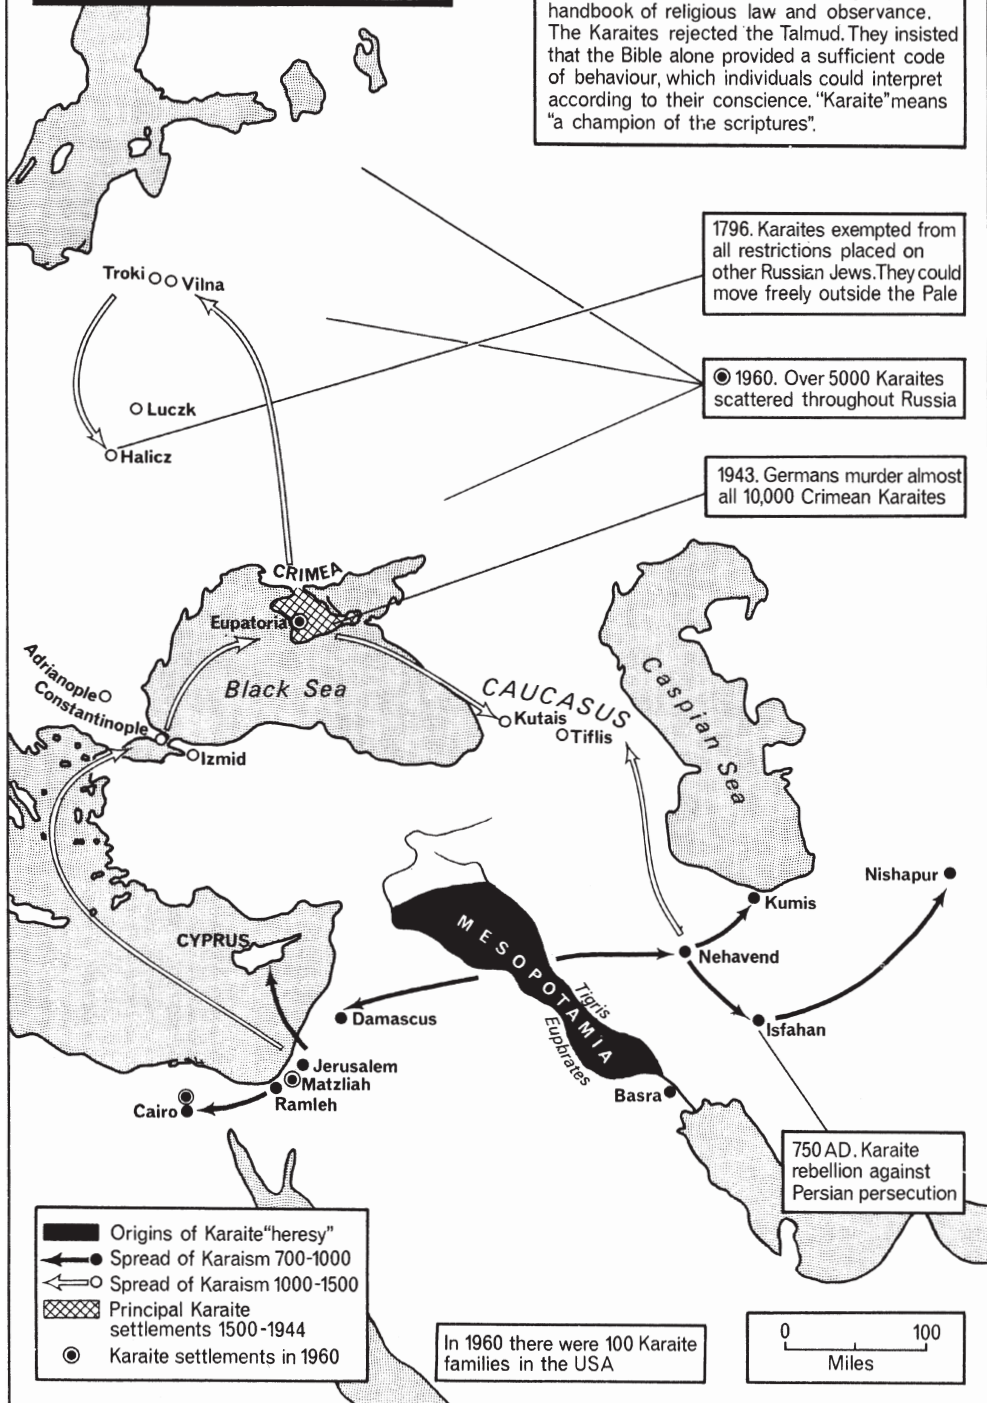 handbook of religious law and observance.
The Karaites rejected the Talmud. They insisted
that the Bible alone provided a sufficient code
of behaviour, which individuals could interpret
according to their conscience. "Karaite" means
"a champion of the scriptures".
1796. Karaites exempted from
all restrictions placed on
other Russian Jews. They could
move freely outside the Pale
Troki
Vilna
1960. Over 5000 Karaites
scattered throughout Russia
Luczk
Halicz
1943. Germans murder almost
all 10,000 Crimean Karaites
CRIMEA
Eupatoria
Black Sea
Adrianople
Constantinople
Izmid
CAUCASUS
Kutais
Tiflis
Caspian Sea
Nishapur
Kumis
Nehavend
Isfahan
MESOPOTAMIA
Tigris
Euphrates
CYPRUS
Damascus
Jerusalem
Matzliah
Ramleh
Cairo
Basra
750 AD. Karaite
rebellion against
Persian persecution
Origins of Karaite "heresy"
Spread of Karaism 700-1000
Spread of Karaism 1000-1500
Principal Karaite
settlements 1500-1944
Karaite settlements in 1960
In 1960 there were 100 Karaite
families in the USA
0 100
Miles